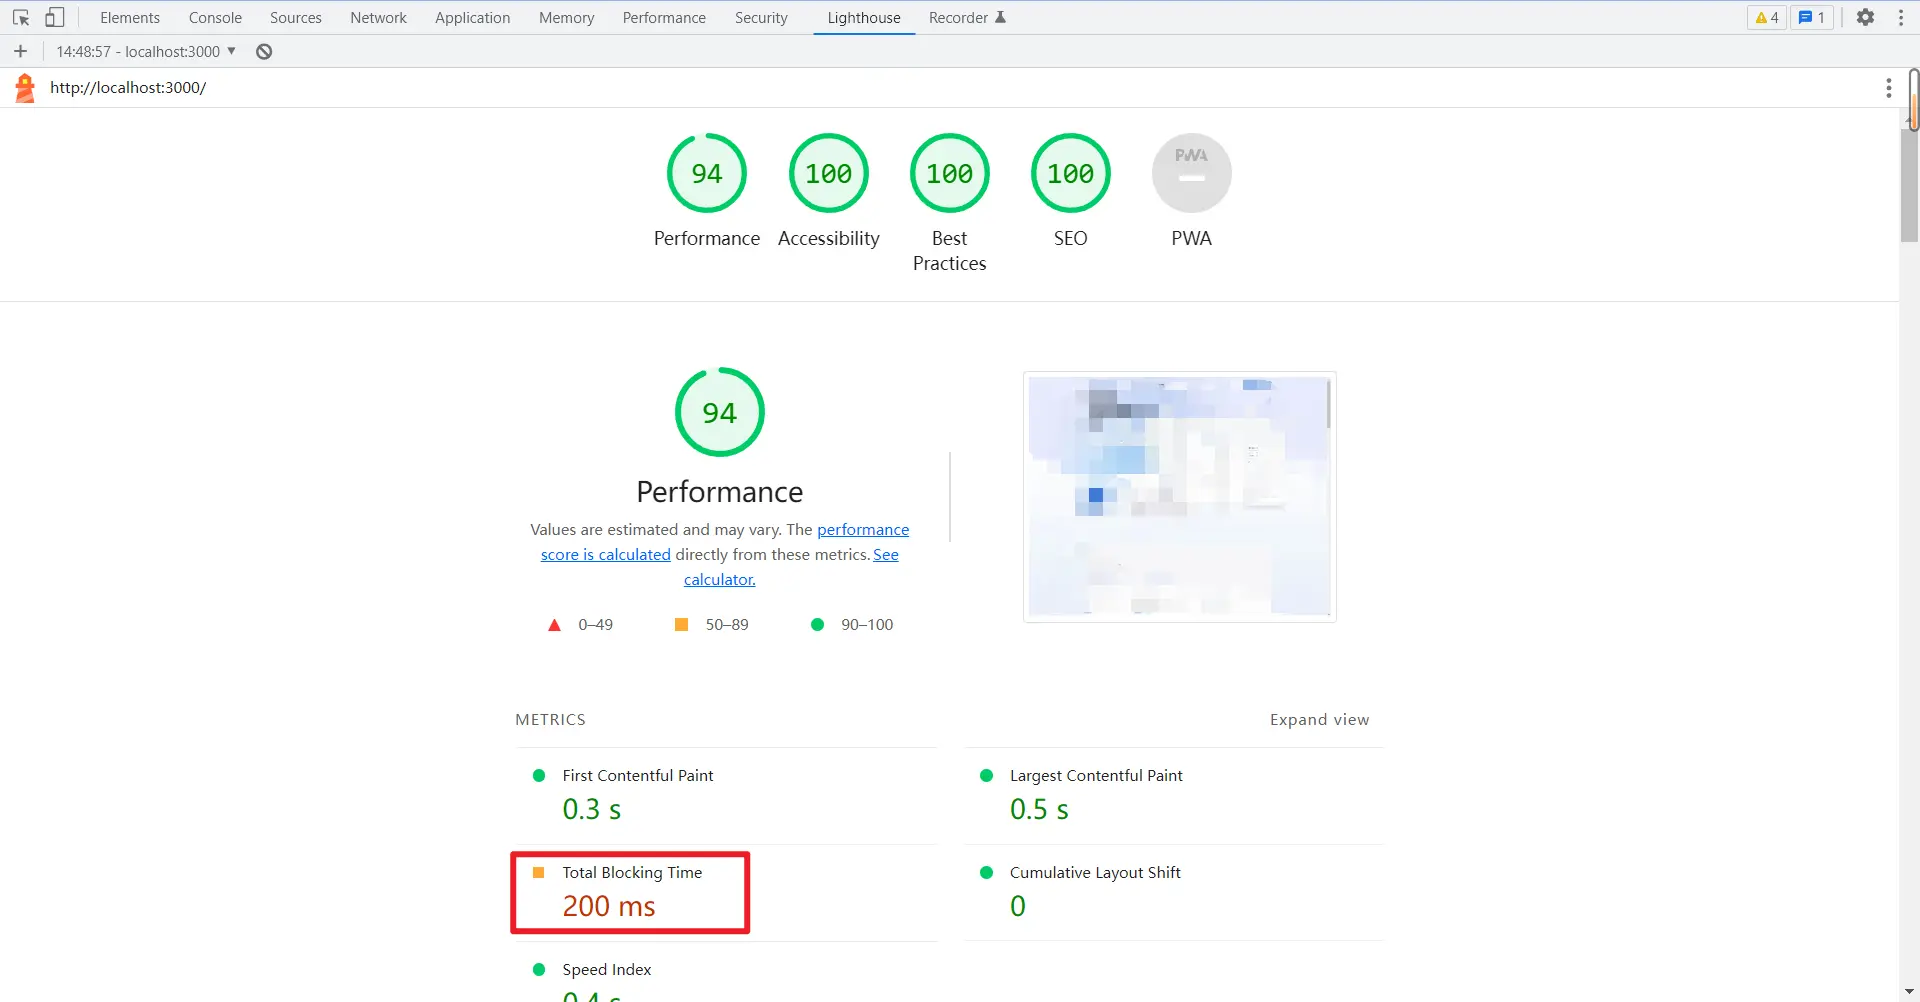 Elements Console Sources Network Application Memory Performance Security Lighthouse Recorder 4 1
14:48:57 - localhost:3000
http://localhost:3000/
94 100 100 100 PWA
Performance Accessibility Best Practices SEO PWA
94
Performance
Values are estimated and may vary. The performance
score is calculated directly from these metrics. See
calculator.
0–49 50–89 90–100
METRICS Expand view
First Contentful Paint
0.3 s
Largest Contentful Paint
0.5 s
Total Blocking Time
200 ms
Cumulative Layout Shift
0
Speed Index
0.4 s